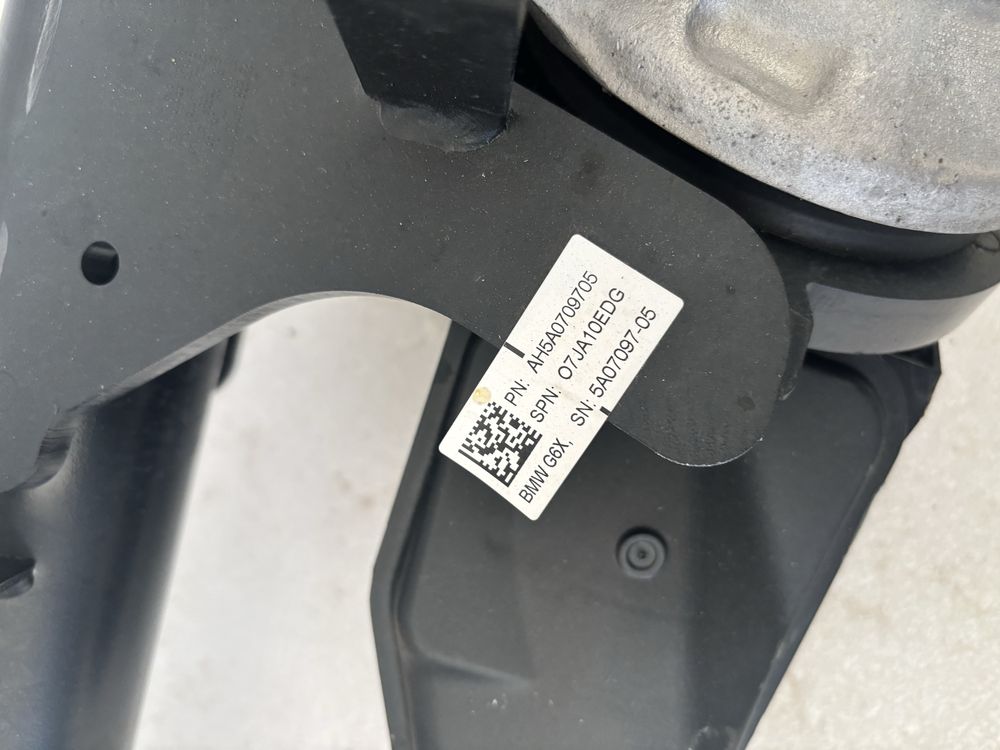 PN: AH5A0709705
SPN: O7JA10EDG
BMW G6X, SN: 5A07097-05